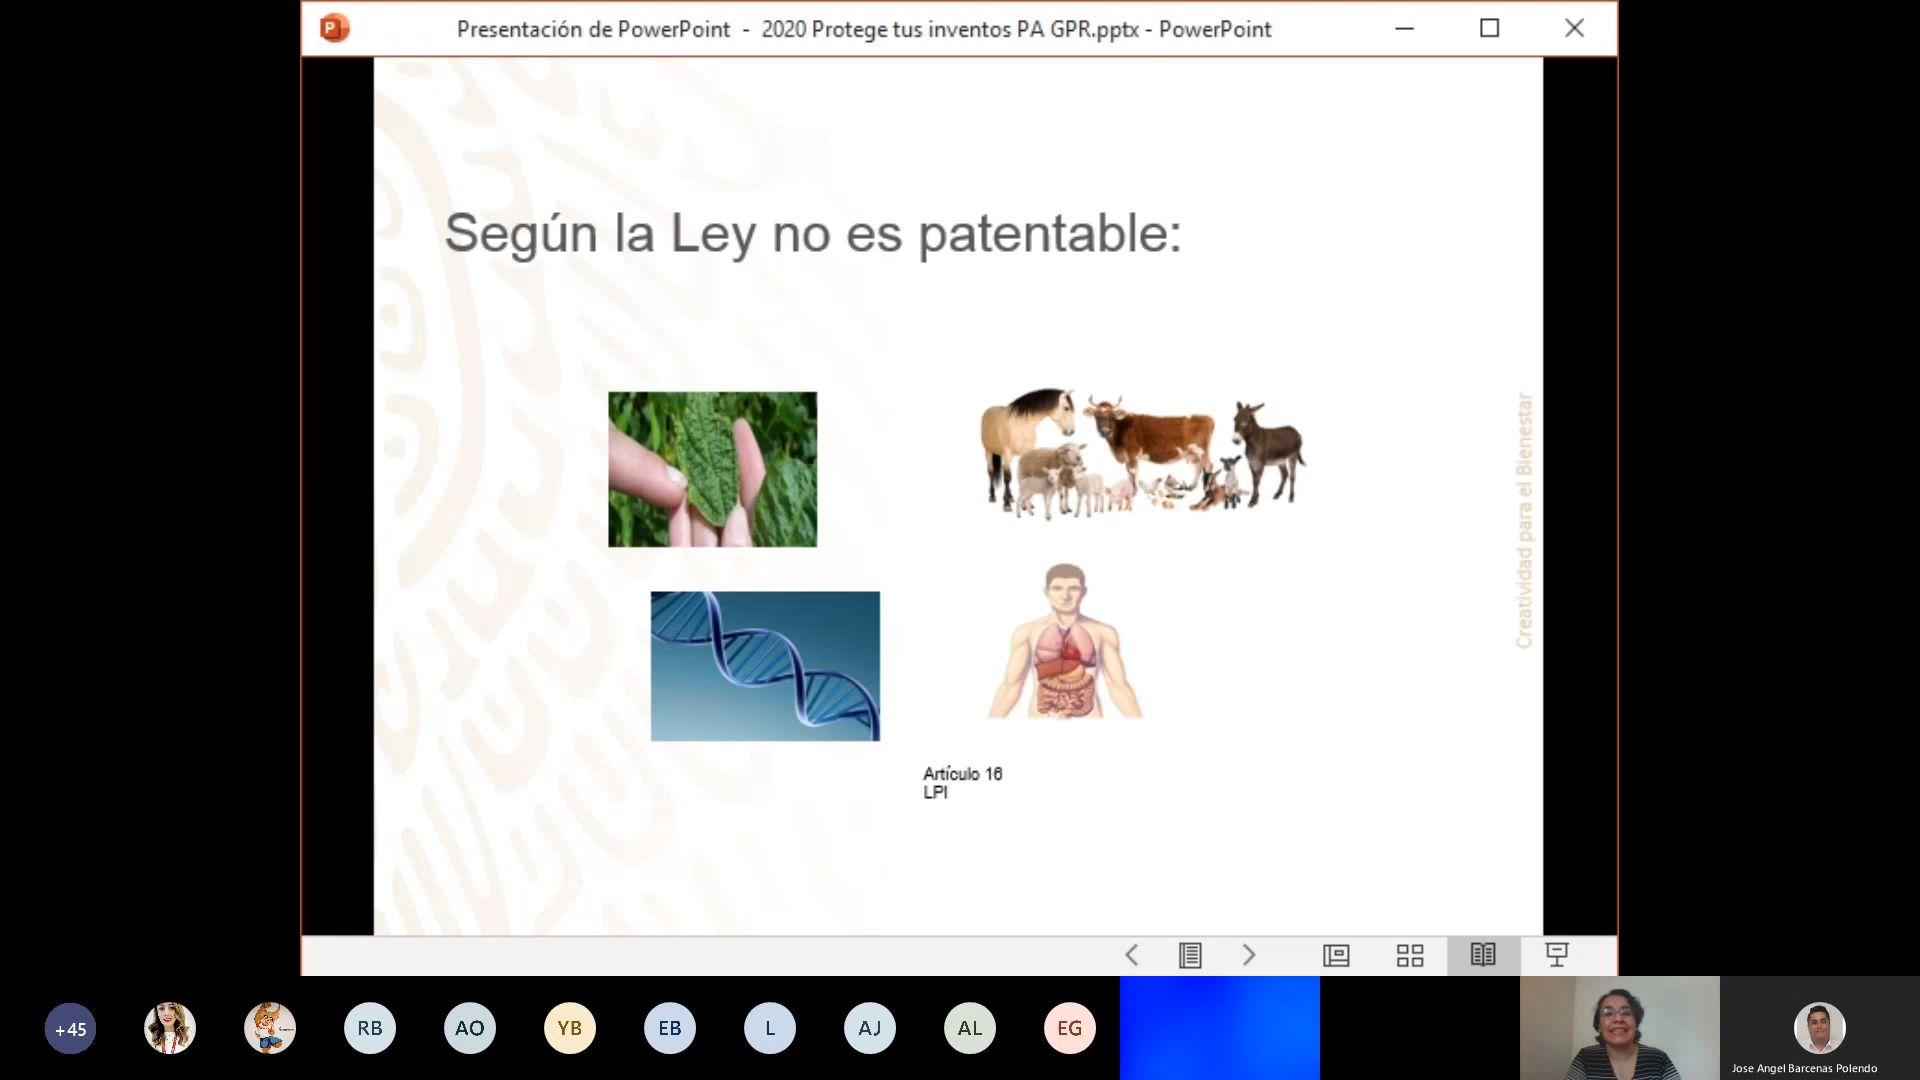 Presentación de PowerPoint - 2020 Protege tus inventos PA GPR.pptx - PowerPoint
Según la Ley no es patentable:
Creatividad para el Bienestar
Artículo 16
LPI
+45
RB
AO
YB
EB
L
AJ
AL
EG
Jose Angel Barcenas Polendo